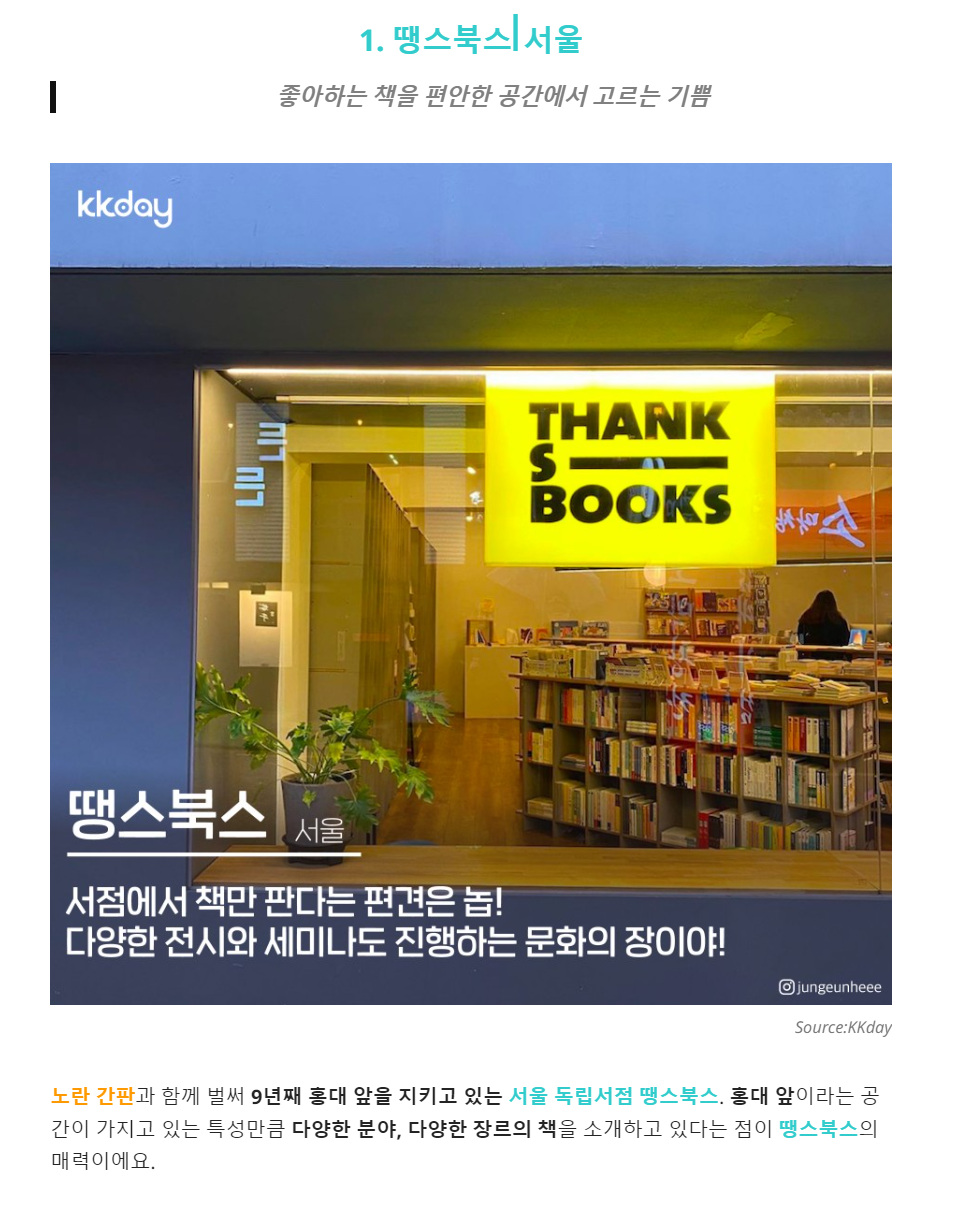 1. 땡스북스|서울
좋아하는 책을 편안한 공간에서 고르는 기쁨
kkday
THANK
S
BOOKS
땡스북스 서울
서점에서 책만 판다는 편견은 놉!
다양한 전시와 세미나도 진행하는 문화의 장이야!
jungeunheee
Source:KKday
노란 간판과 함께 벌써 9년째 홍대 앞을 지키고 있는 서울 독립서점 땡스북스. 홍대 앞이라는 공
간이 가지고 있는 특성만큼 다양한 분야, 다양한 장르의 책을 소개하고 있다는 점이 땡스북스의
매력이에요.